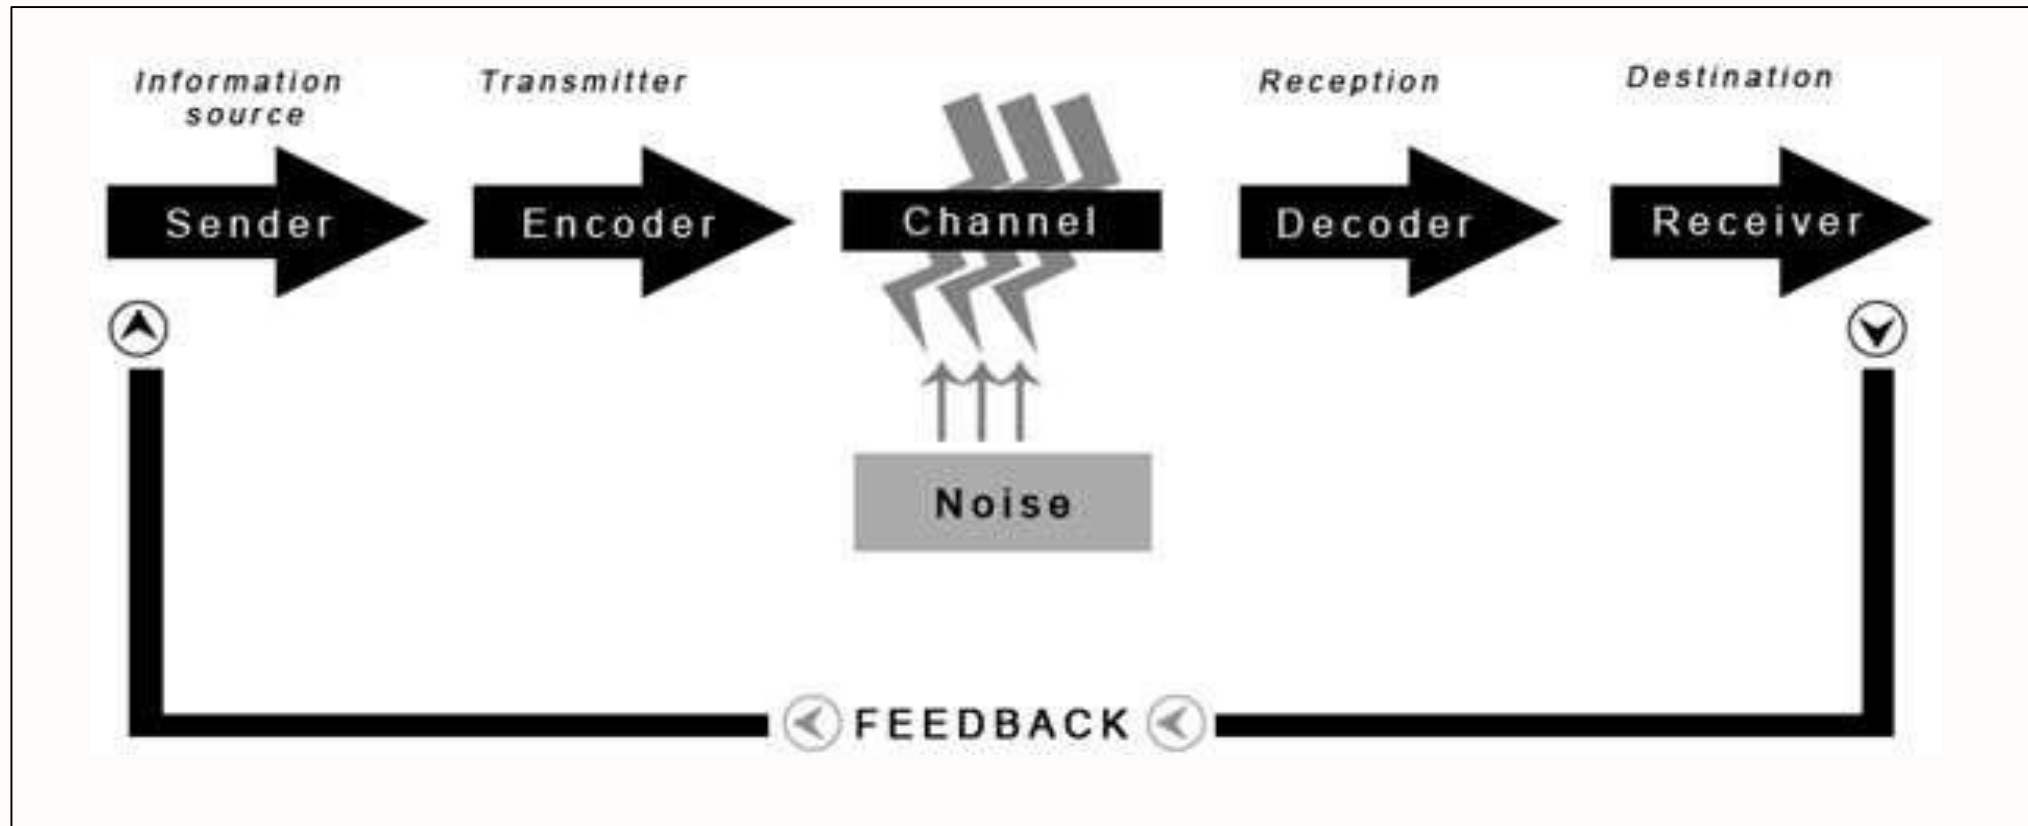 Information
source
Transmitter
Reception
Destination
Sender
Encoder
Channel
Decoder
Receiver
Noise
FEEDBACK